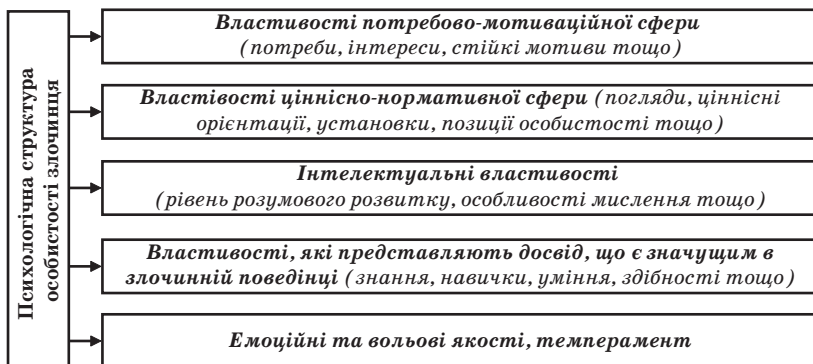 Психологічна структура
особистості злочинця
Властивості потребово-мотиваційної сфери
(потреби, інтереси, стійкі мотиви тощо)
Властівості ціннісно-нормативної сфери (погляди, ціннісні
орієнтації, установки, позиції особистості тощо)
Інтелектуальні властивості
(рівень розумового розвитку, особливості мислення тощо)
Властивості, які представляють досвід, що є значущим в
злочинній поведінці (знання, навички, уміння, здібності тощо)
Емоційні та вольові якості, темперамент